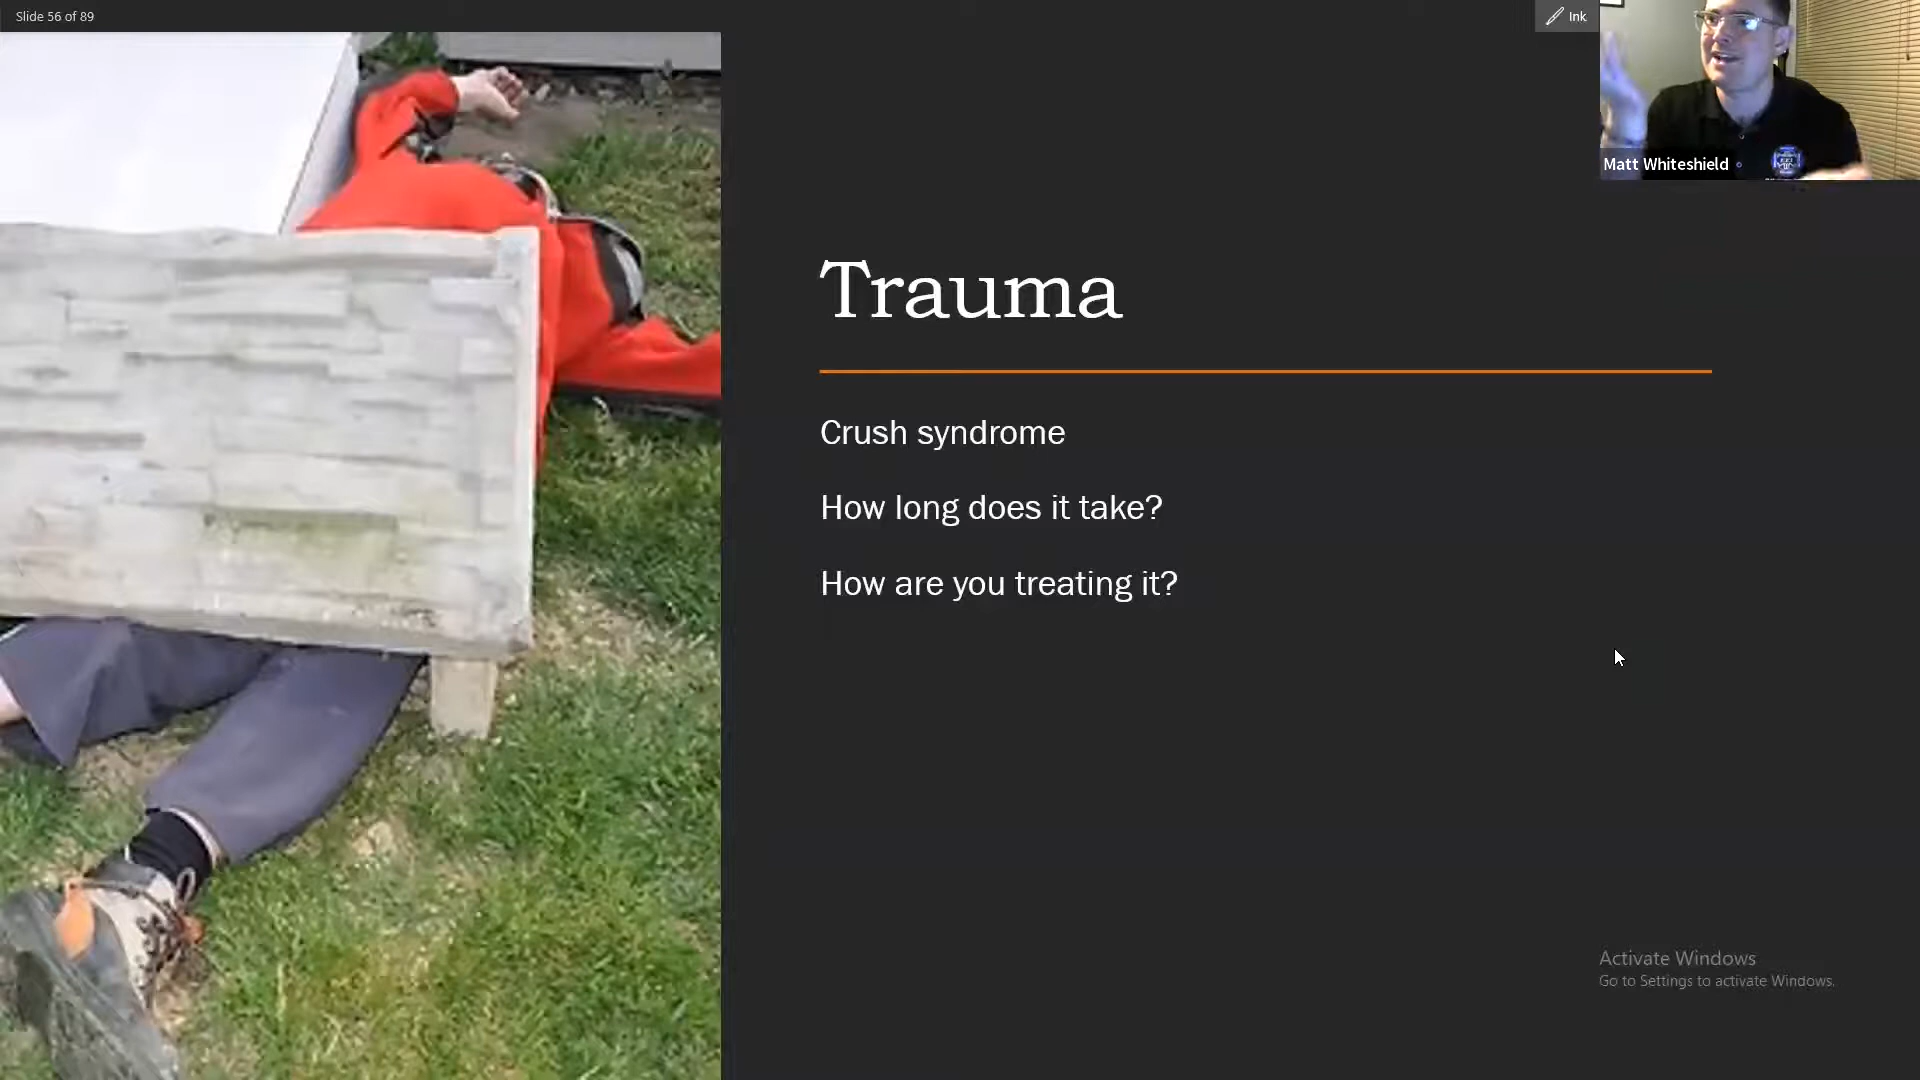 Slide 56 of 89
Ink
Matt Whiteshield
Trauma
Crush syndrome
How long does it take?
How are you treating it?
Activate Windows
Go to Settings to activate Windows.